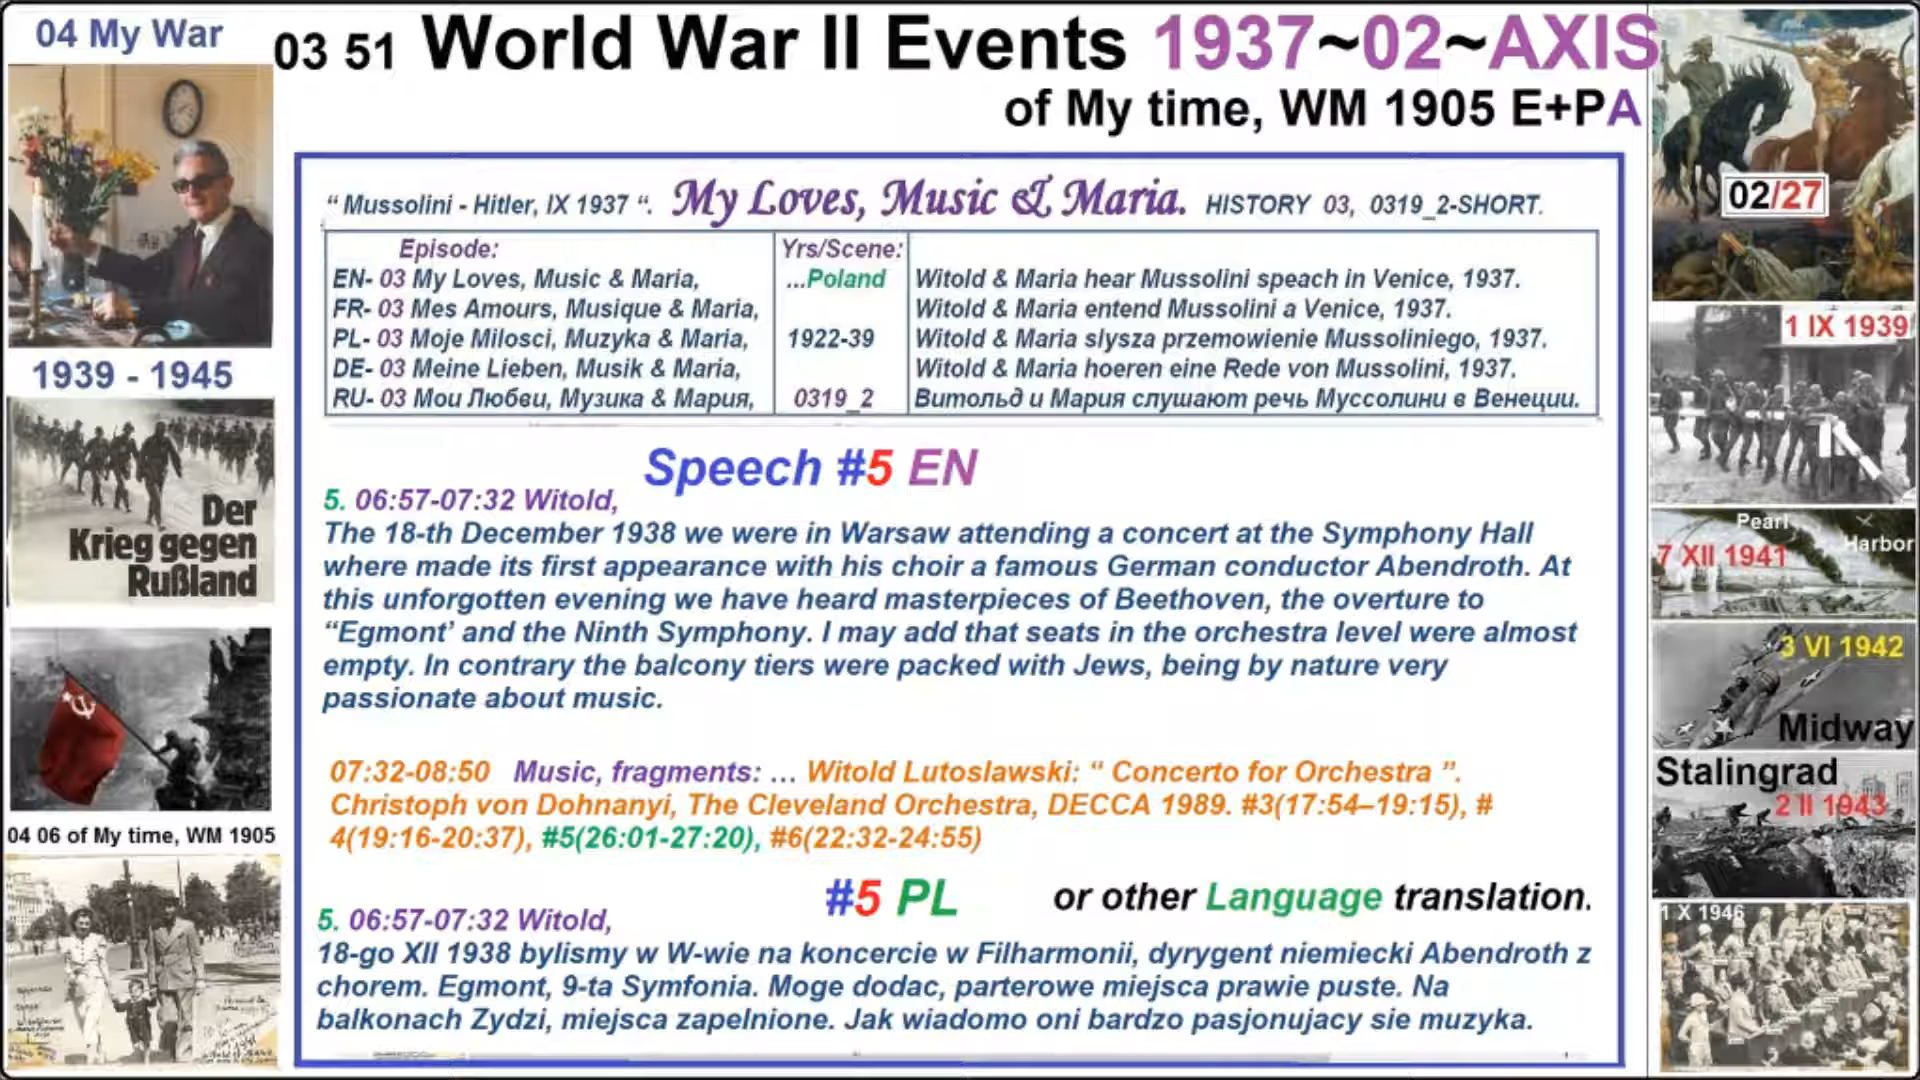 04 My War
03 51 World War II Events 1937~02~AXIS
of My time, WM 1905 E+PA
1939 - 1945
Der
Krieg gegen
Rußland
04 06 of My time, WM 1905
“ Mussolini - Hitler, IX 1937 “. My Loves, Music & Maria. HISTORY 03, 0319_2-SHORT.
Episode: Yrs/Scene:
EN- 03 My Loves, Music & Maria, ...Poland Witold & Maria hear Mussolini speach in Venice, 1937.
FR- 03 Mes Amours, Musique & Maria, Witold & Maria entend Mussolini a Venice, 1937.
PL- 03 Moje Milosci, Muzyka & Maria, 1922-39 Witold & Maria slysza przemowienie Mussoliniego, 1937.
DE- 03 Meine Lieben, Musik & Maria, Witold & Maria hoeren eine Rede von Mussolini, 1937.
RU- 03 Мои Любви, Музика & Мария, 0319_2 Витольд и Мария слушают речь Муссолини в Венеции.
Speech #5 EN
5. 06:57-07:32 Witold,
The 18-th December 1938 we were in Warsaw attending a concert at the Symphony Hall
where made its first appearance with his choir a famous German conductor Abendroth. At
this unforgotten evening we have heard masterpieces of Beethoven, the overture to
“Egmont’ and the Ninth Symphony. I may add that seats in the orchestra level were almost
empty. In contrary the balcony tiers were packed with Jews, being by nature very
passionate about music.
07:32-08:50 Music, fragments: … Witold Lutoslawski: “ Concerto for Orchestra ”.
Christoph von Dohnanyi, The Cleveland Orchestra, DECCA 1989. #3(17:54–19:15), #
4(19:16-20:37), #5(26:01-27:20), #6(22:32-24:55)
#5 PL or other Language translation.
5. 06:57-07:32 Witold,
18-go XII 1938 bylismy w W-wie na koncercie w Filharmonii, dyrygent niemiecki Abendroth z
chorem. Egmont, 9-ta Symfonia. Moge dodac, parterowe miejsca prawie puste. Na
balkonach Zydzi, miejsca zapelnione. Jak wiadomo oni bardzo pasjonujacy sie muzyka.
02/27
1 IX 1939
Pearl
Harbor
7 XII 1941
3 VI 1942
Midway
Stalingrad
2 II 1943
1 X 1946